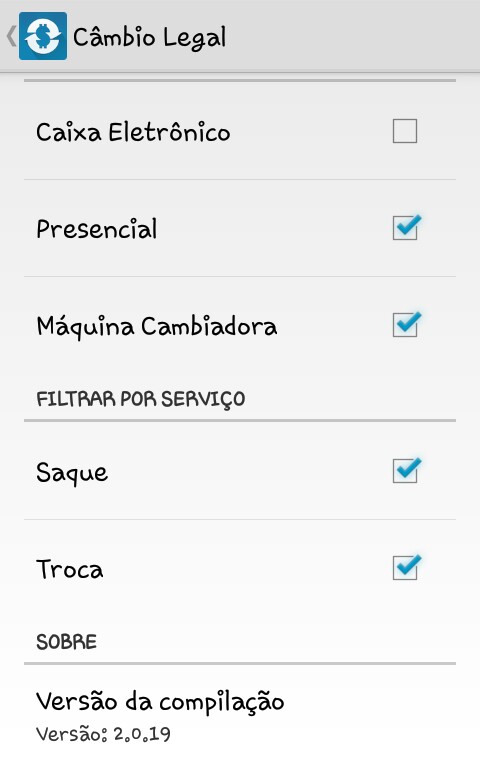 Câmbio Legal
Caixa Eletrônico
Presencial
Máquina Cambiadora
FILTRAR POR SERVIÇO
Saque
Troca
SOBRE
Versão da compilação
Versão: 2.0.19